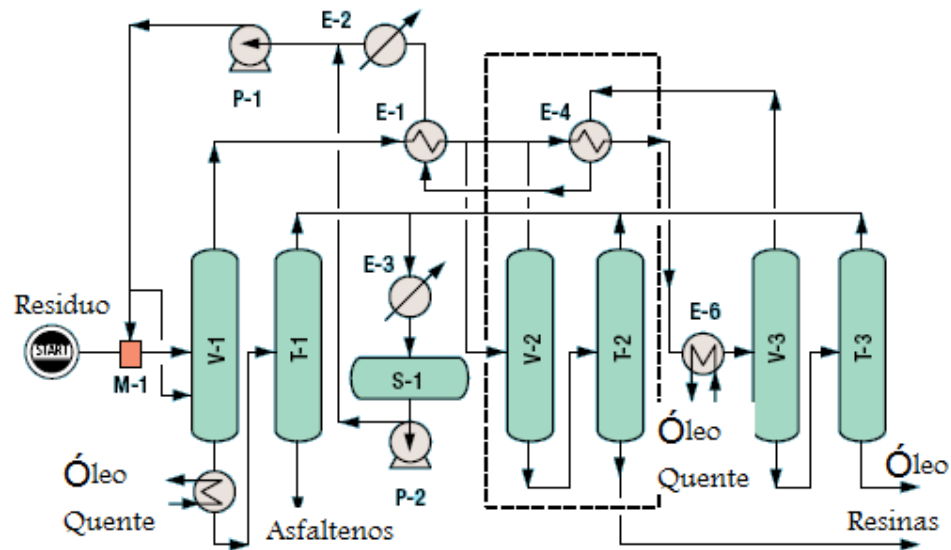 E-2
P-1
E-1
E-4
E-3
E-6
Residuo
START
M-1
V-1
T-1
S-1
V-2
T-2
V-3
T-3
P-2
Óleo
Quente
Asfaltenos
Óleo
Quente
Óleo
Resinas